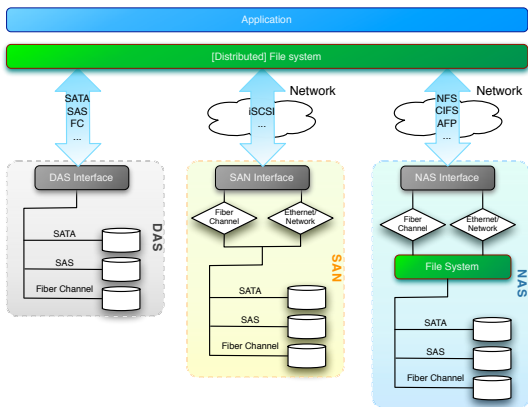 Application
[Distributed] File system
SATA
SAS
FC
...
Network
iSCSI
...
Network
NFS
CIFS
AFP
...
DAS Interface
SATA
SAS
Fiber Channel
DAS
SAN Interface
Fiber
Channel
Ethernet/
Network
SATA
SAS
Fiber Channel
SAN
NAS Interface
Fiber
Channel
Ethernet/
Network
File System
SATA
SAS
Fiber Channel
NAS